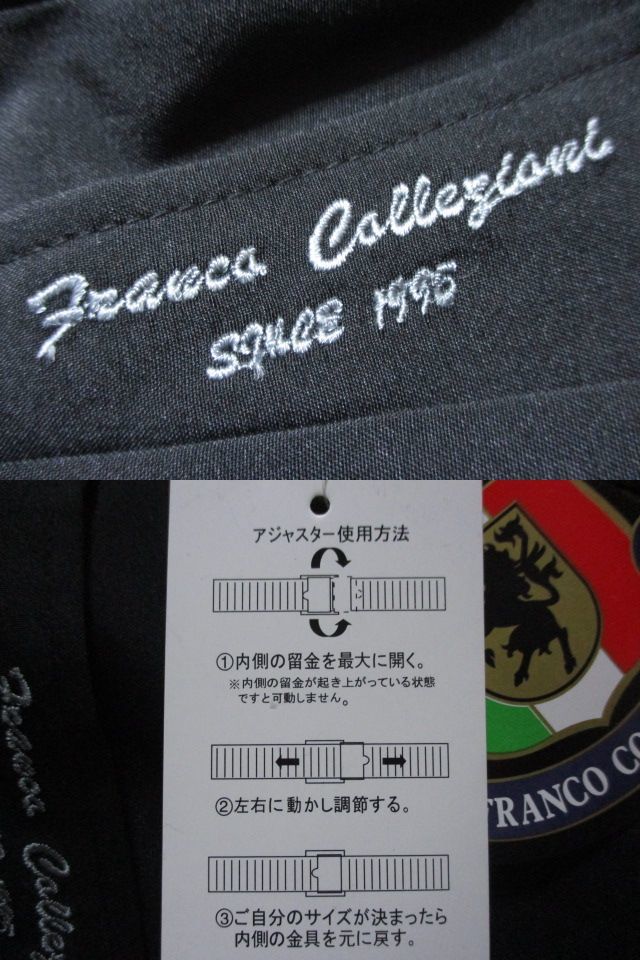 Franco Collezioni
SINCE 1995
アジャスター使用方法
①内側の留金を最大に開く。
※内側の留金が起き上がっている状態
ですと可動しません。
②左右に動かし調節する。
③ご自分のサイズが決まったら
内側の金具を元に戻す。
FRANCO CO